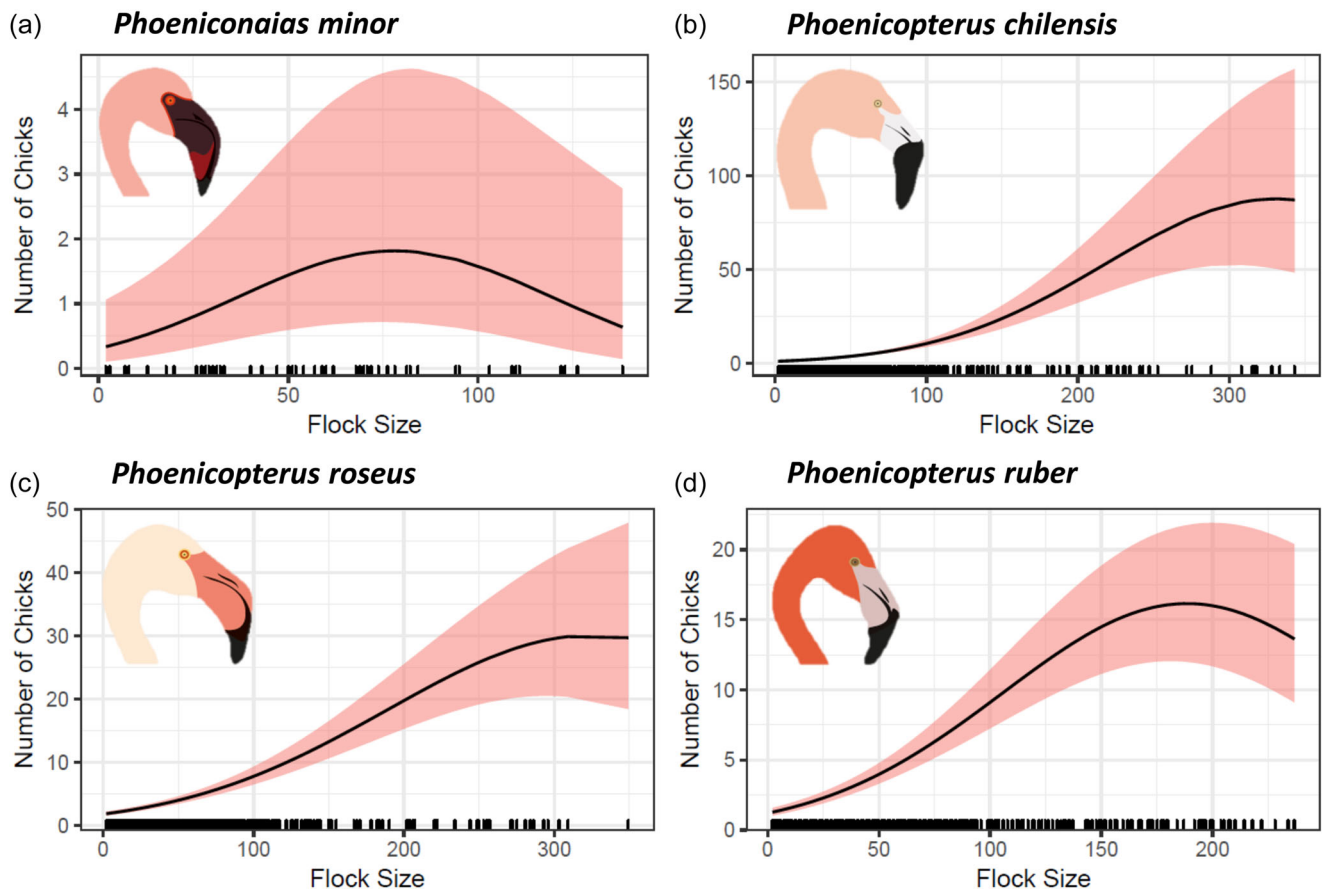 (a) Phoeniconaias minor
Number of Chicks
4
3
2
1
0
0 50 100
Flock Size
(b) Phoenicopterus chilensis
Number of Chicks
150
100
50
0
0 100 200 300
Flock Size
(c) Phoenicopterus roseus
Number of Chicks
50
40
30
20
10
0
0 100 200 300
Flock Size
(d) Phoenicopterus ruber
Number of Chicks
20
15
10
5
0
0 50 100 150 200
Flock Size